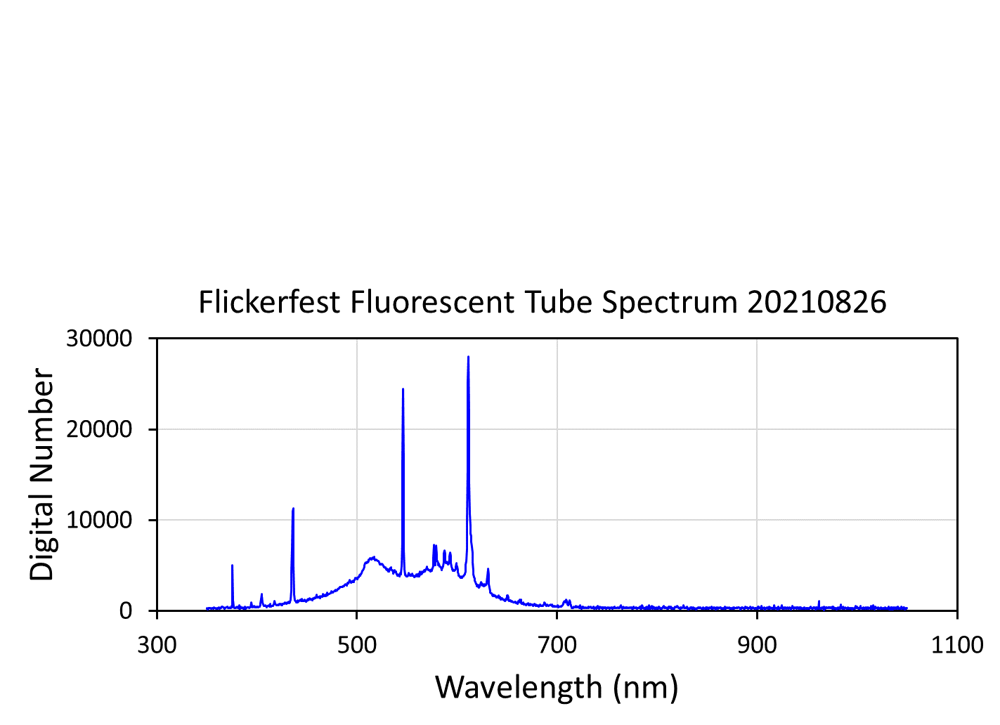 Flickerfest Fluorescent Tube Spectrum 20210826
30000
20000
10000
0
Digital Number
300 500 700 900 1100
Wavelength (nm)